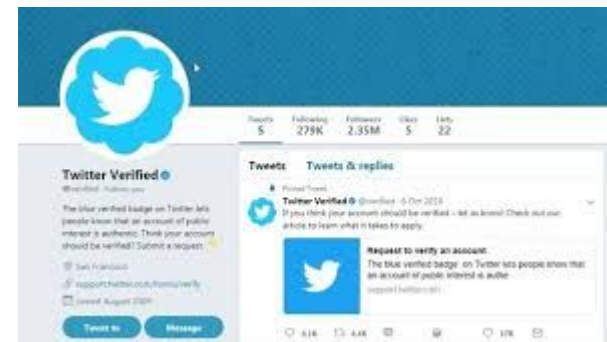 Tweets Following Followers Likes Lists
5 279K 2.35M 5 22
Twitter Verified
@verified Follows you
The blue verified badge on Twitter lets
people know that an account of public
interest is authentic. Think your account
should be verified? Submit a request
San Francisco
support.twitter.com/forms/verify
Joined August 2009
Tweet to Message
Tweets Tweets & replies
Pinned Tweet
Twitter Verified @verified
If you think your account should be verified - let us know! Check out our
article to learn what it takes to apply.
Request to verify an account
The blue verified badge on Twitter lets people know that
an account of public interest is authe
support.twitter.com